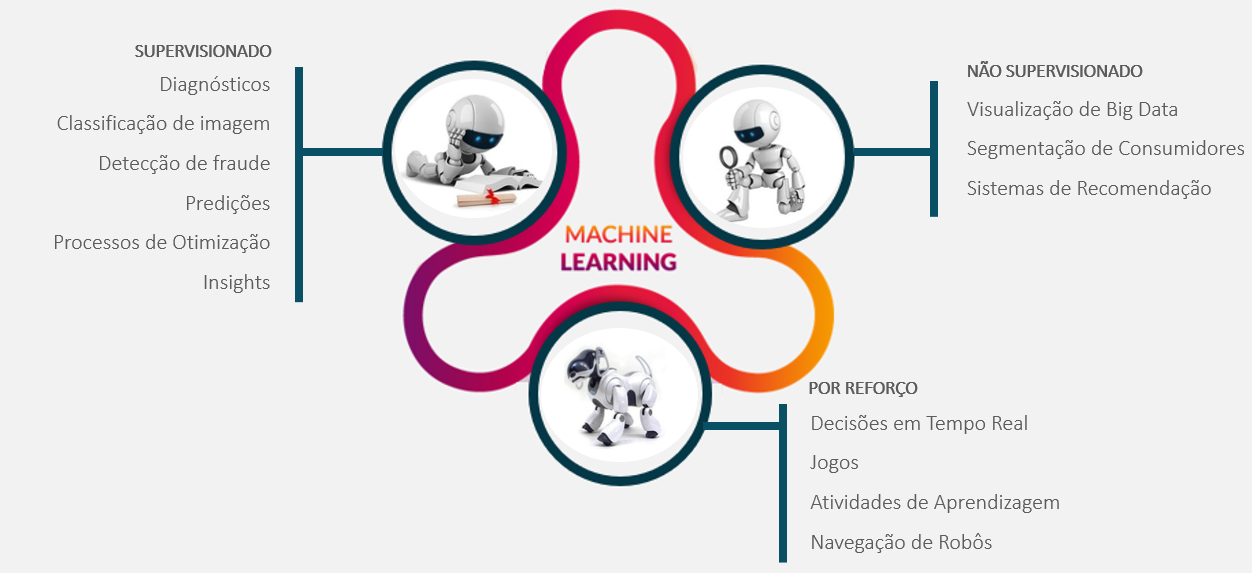 SUPERVISIONADO
Diagnósticos
Classificação de imagem
Detecção de fraude
Predições
Processos de Otimização
Insights
MACHINE
LEARNING
NÃO SUPERVISIONADO
Visualização de Big Data
Segmentação de Consumidores
Sistemas de Recomendação
POR REFORÇO
Decisões em Tempo Real
Jogos
Atividades de Aprendizagem
Navegação de Robôs